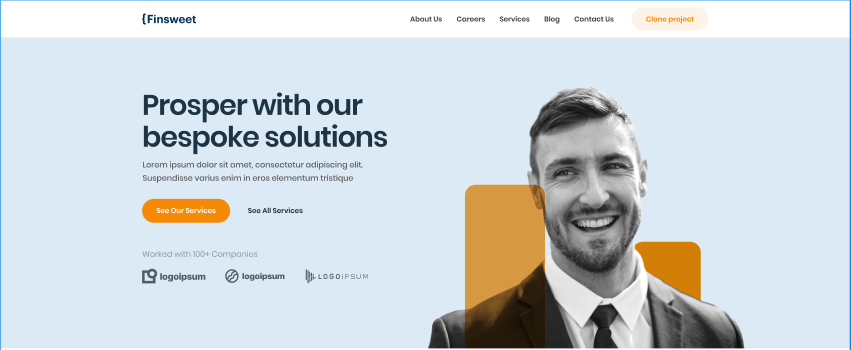 {Finsweet
About Us
Careers
Services
Blog
Contact Us
Clone project
Prosper with our
bespoke solutions
Lorem ipsum dolor sit amet, consectetur adipiscing elit.
Suspendisse varius enim in eros elementum tristique
See Our Services
See All Services
Worked with 100+ Companies
logoipsum
logoipsum
LOGOIPSUM